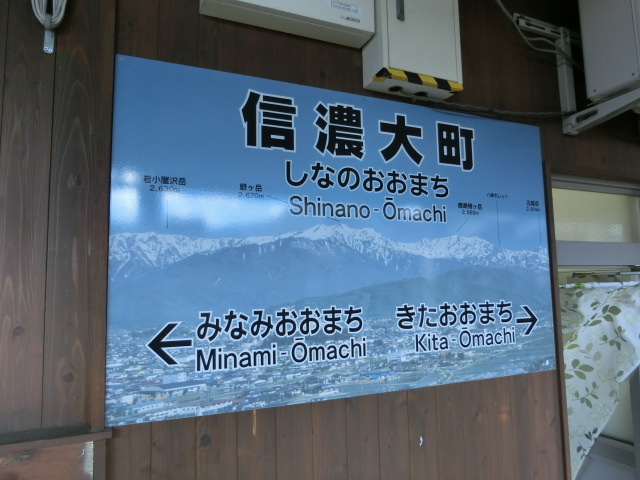 信濃大町
しなのおおまち
Shinano-Ōmachi
岩小屋沢岳
2,630m
爺ヶ岳
2,670m
鹿島槍ヶ岳
2,889m
五龍岳
← みなみおおまち
Minami-Ōmachi
きたおおまち →
Kita-Ōmachi